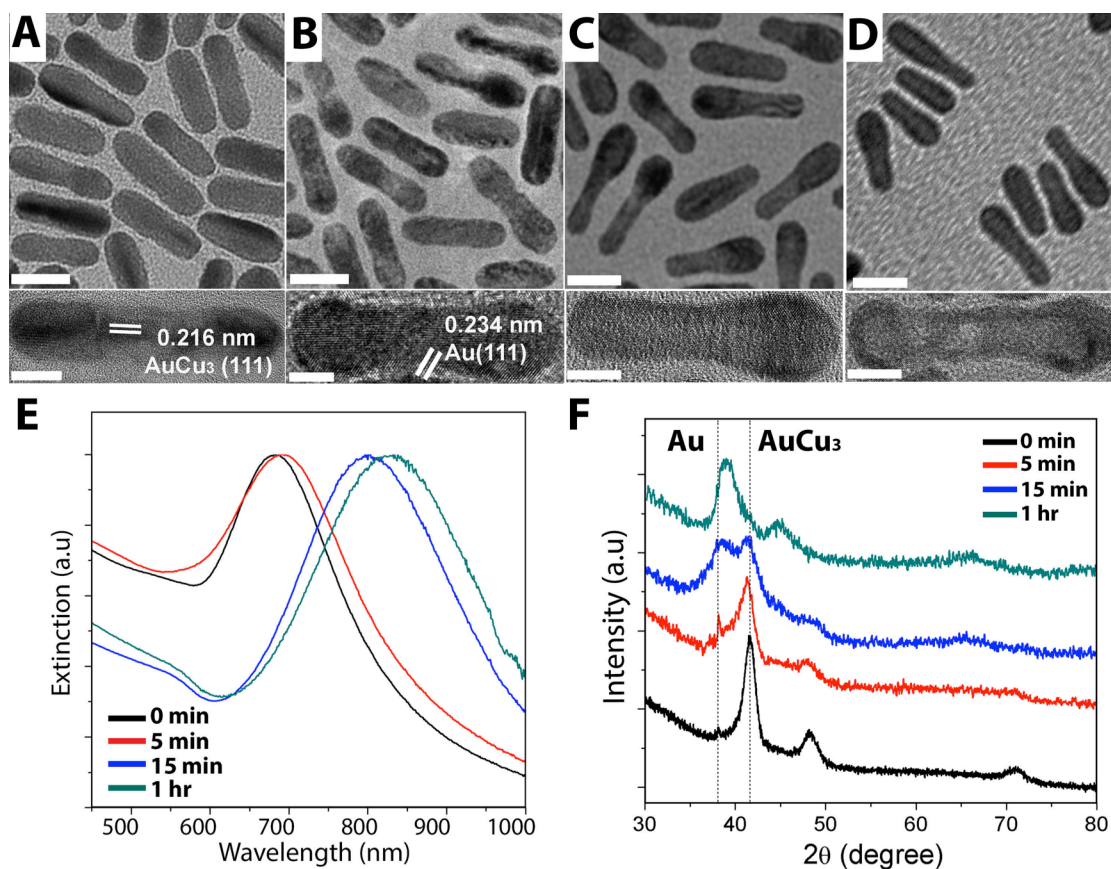 A
B
C
D
0.216 nm
AuCu₃ (111)
0.234 nm
Au(111)
E
Extinction (a.u)
0 min
5 min
15 min
1 hr
500 600 700 800 900 1000
Wavelength (nm)
F
Au
AuCu₃
0 min
5 min
15 min
1 hr
Intensity (a.u)
30 40 50 60 70 80
2θ (degree)